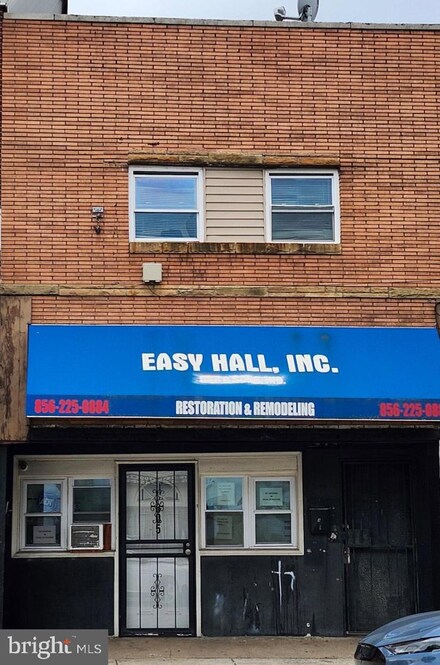 EASY HALL, INC.
856-225-0884
RESTORATION & REMODELING
856-225-08
bright MLS